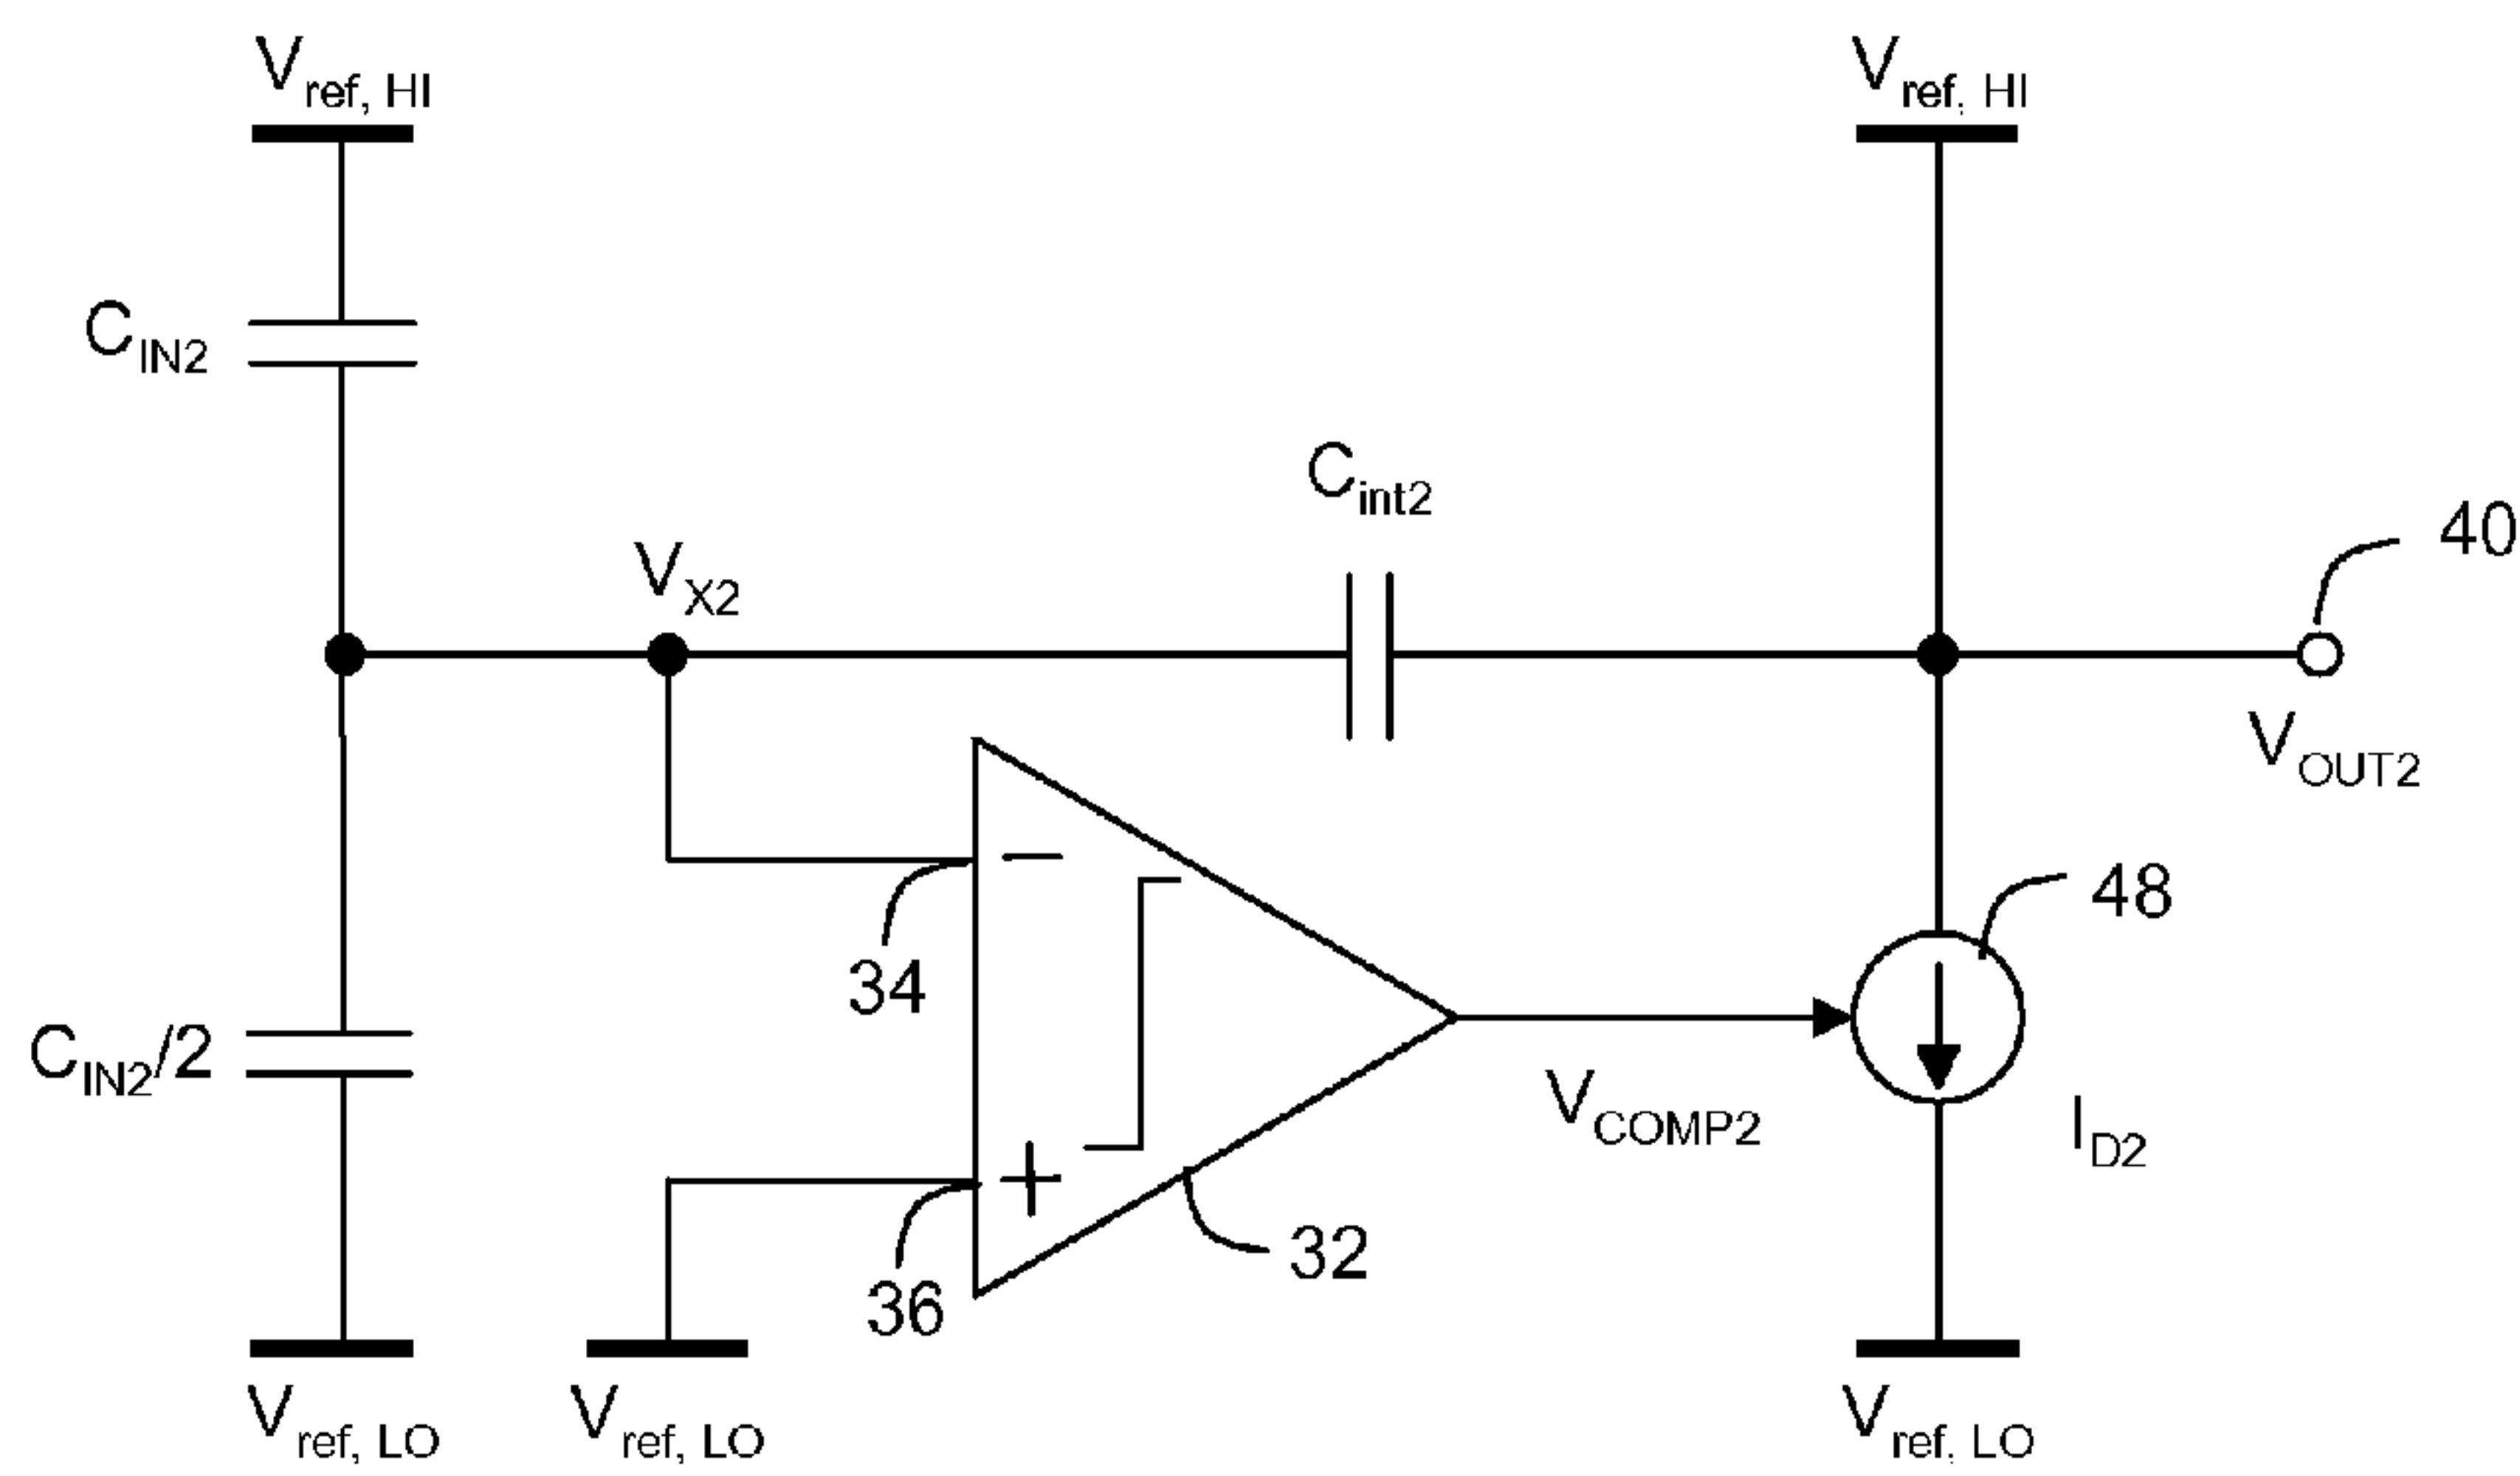 Vref, HI
Vref, HI
CIN2
Cint2
40
VX2
VOUT2
48
34
CIN2/2
VCOMP2
ID2
32
36
Vref, LO
Vref, LO
Vref, LO